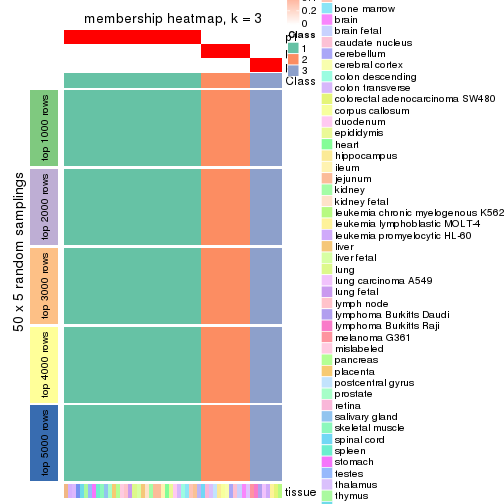 membership heatmap, k = 3
0.2
0
Class
1
2
3
Class
50 x 5 random samplings
top 1000 rows
top 2000 rows
top 3000 rows
top 4000 rows
top 5000 rows
tissue
bone marrow
brain
brain fetal
caudate nucleus
cerebellum
cerebral cortex
colon descending
colon transverse
colorectal adenocarcinoma SW480
corpus callosum
duodenum
epididymis
heart
hippocampus
ileum
jejunum
kidney
kidney fetal
leukemia chronic myelogenous K562
leukemia lymphoblastic MOLT-4
leukemia promyelocytic HL-60
liver
liver fetal
lung
lung carcinoma A549
lung fetal
lymph node
lymphoma Burkitts Daudi
lymphoma Burkitts Raji
melanoma G361
mislabeled
pancreas
placenta
postcentral gyrus
prostate
retina
salivary gland
skeletal muscle
spinal cord
spleen
stomach
testes
thalamus
thymus